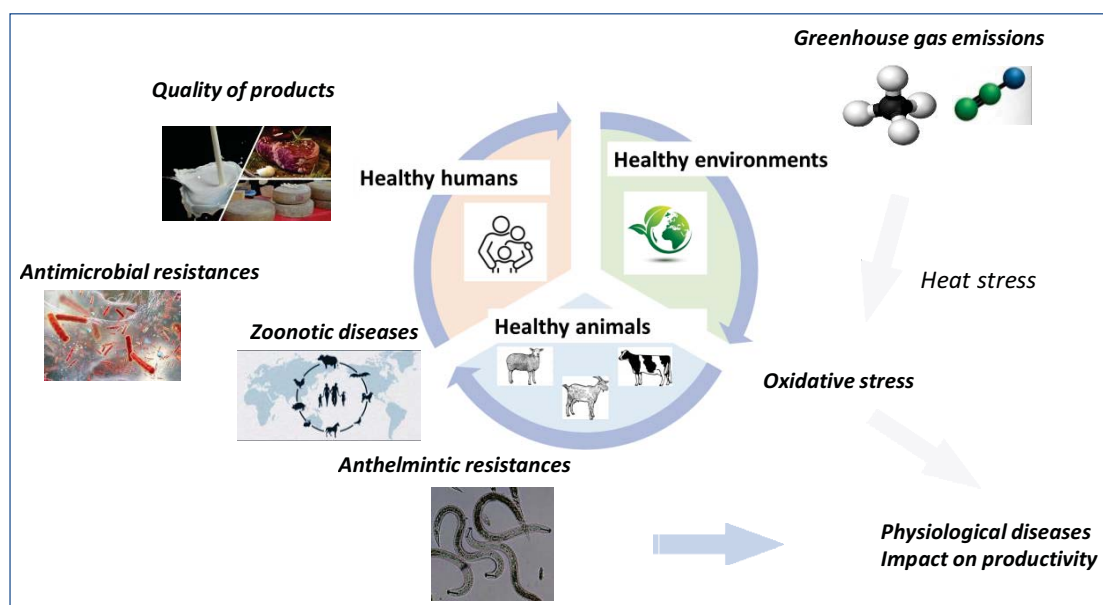 Greenhouse gas emissions
Quality of products
Healthy humans
Healthy environments
Antimicrobial resistances
Heat stress
Zoonotic diseases
Healthy animals
Oxidative stress
Anthelmintic resistances
Physiological diseases
Impact on productivity